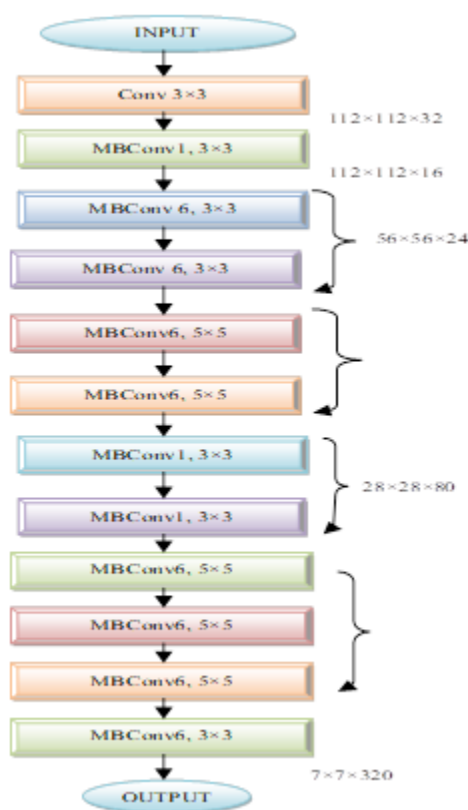 INPUT
Conv 3×3
112×112×32
MBConv1, 3×3
112×112×16
MBConv 6, 3×3
56×56×24
MBConv 6, 3×3
MBConv6, 5×5
MBConv6, 5×5
MBConv1, 3×3
28×28×80
MBConv1, 3×3
MBConv6, 5×5
MBConv6, 5×5
MBConv6, 5×5
MBConv6, 3×3
7×7×320
OUTPUT